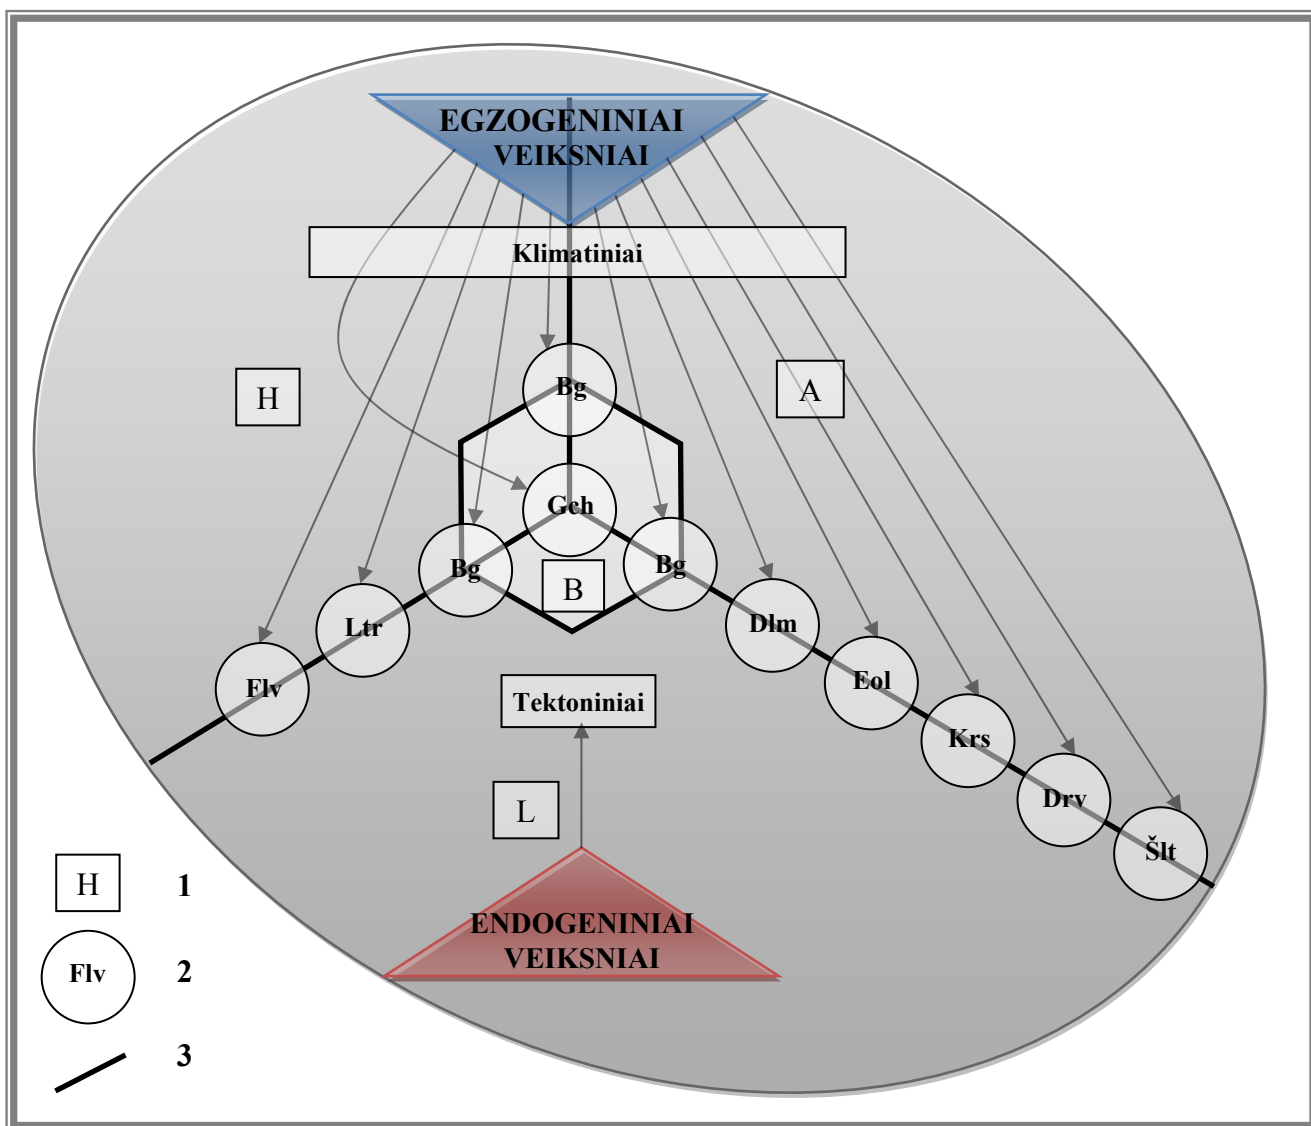 EGZOGENINIAI
VEIKSNIAI
Klimatiniai
H
A
Bg
Gch
Bg
Bg
B
Ltr
Dlm
Flv
Eol
Tektoniniai
Krs
L
Drv
Šlt
ENDOGENINIAI
VEIKSNIAI
H 1
Flv 2
3